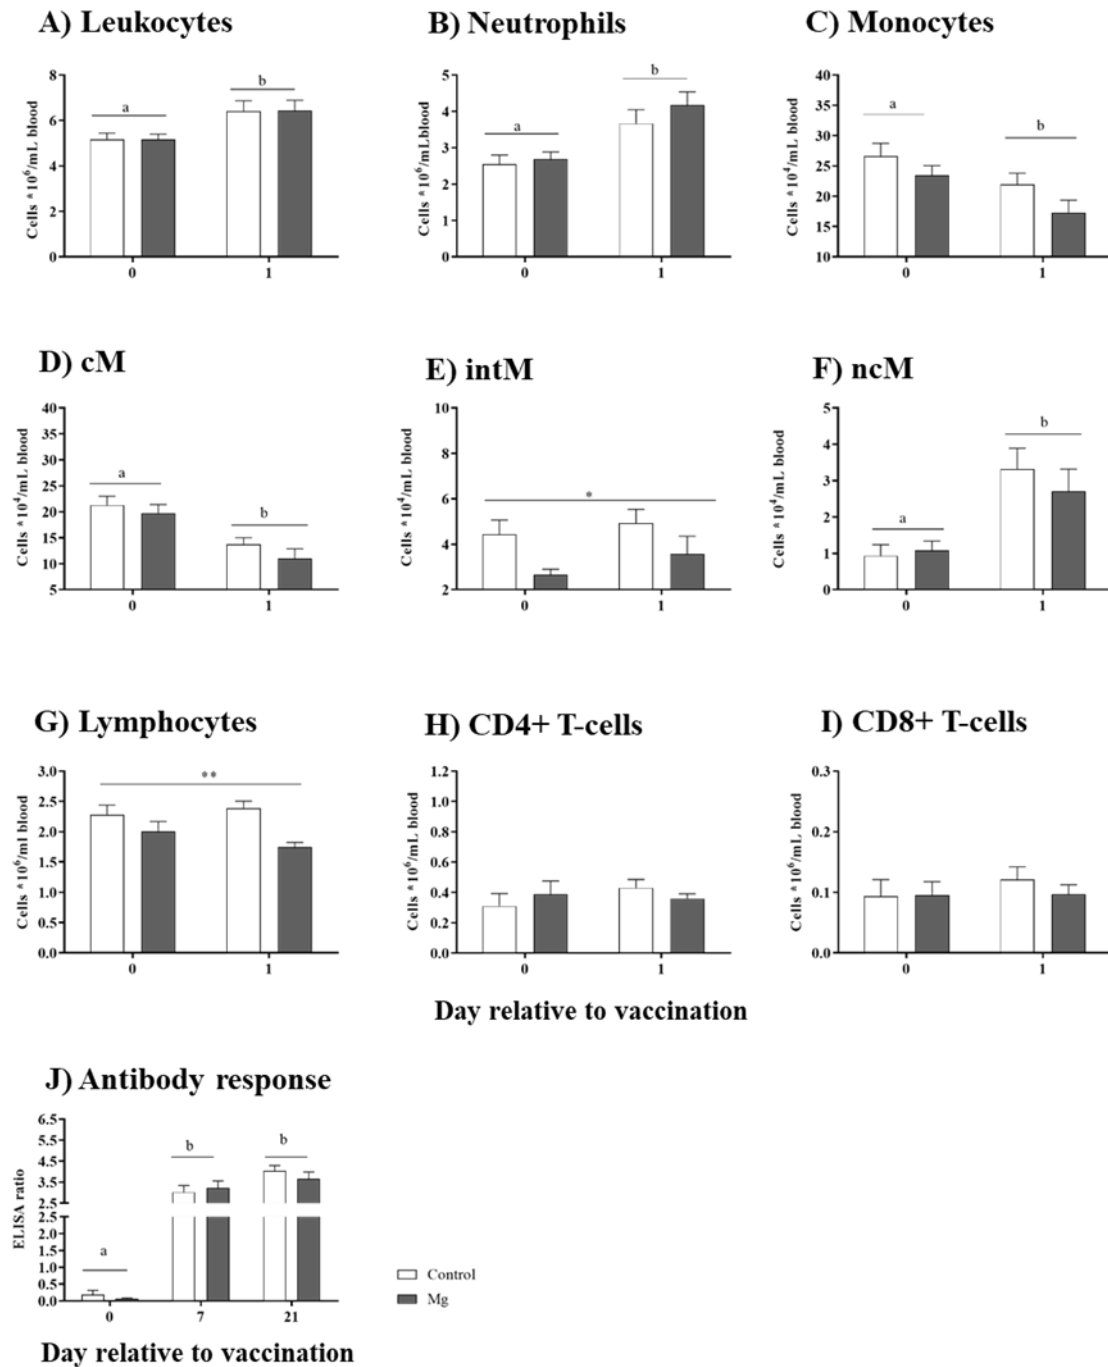 A) Leukocytes
B) Neutrophils
C) Monocytes
Cells *10⁶/mL blood
8
6
4
2
0
a
b
0
1
Cells *10⁶/mL blood
5
4
3
2
1
0
a
b
0
1
Cells *10⁴/mL blood
40
35
30
25
20
15
10
a
b
0
1
D) cM
E) intM
F) ncM
Cells *10⁴/mL blood
40
35
30
25
20
15
10
5
a
b
0
1
Cells *10⁴/mL blood
10
8
6
4
2
*
0
1
Cells *10⁴/mL blood
5
4
3
2
1
0
a
b
0
1
G) Lymphocytes
H) CD4+ T-cells
I) CD8+ T-cells
Cells *10⁶/ml blood
3.0
2.5
2.0
1.5
1.0
0.5
0.0
**
0
1
Cells *10⁶/mL blood
1.2
1.0
0.8
0.6
0.4
0.2
0.0
0
1
Cells *10⁶/mL blood
0.3
0.2
0.1
0.0
0
1
Day relative to vaccination
J) Antibody response
ELISA ratio
6.5
5.5
4.5
3.5
2.5
2.5
2.0
1.5
1.0
0.5
0.0
a
b
b
0
7
21
Control
Mg
Day relative to vaccination